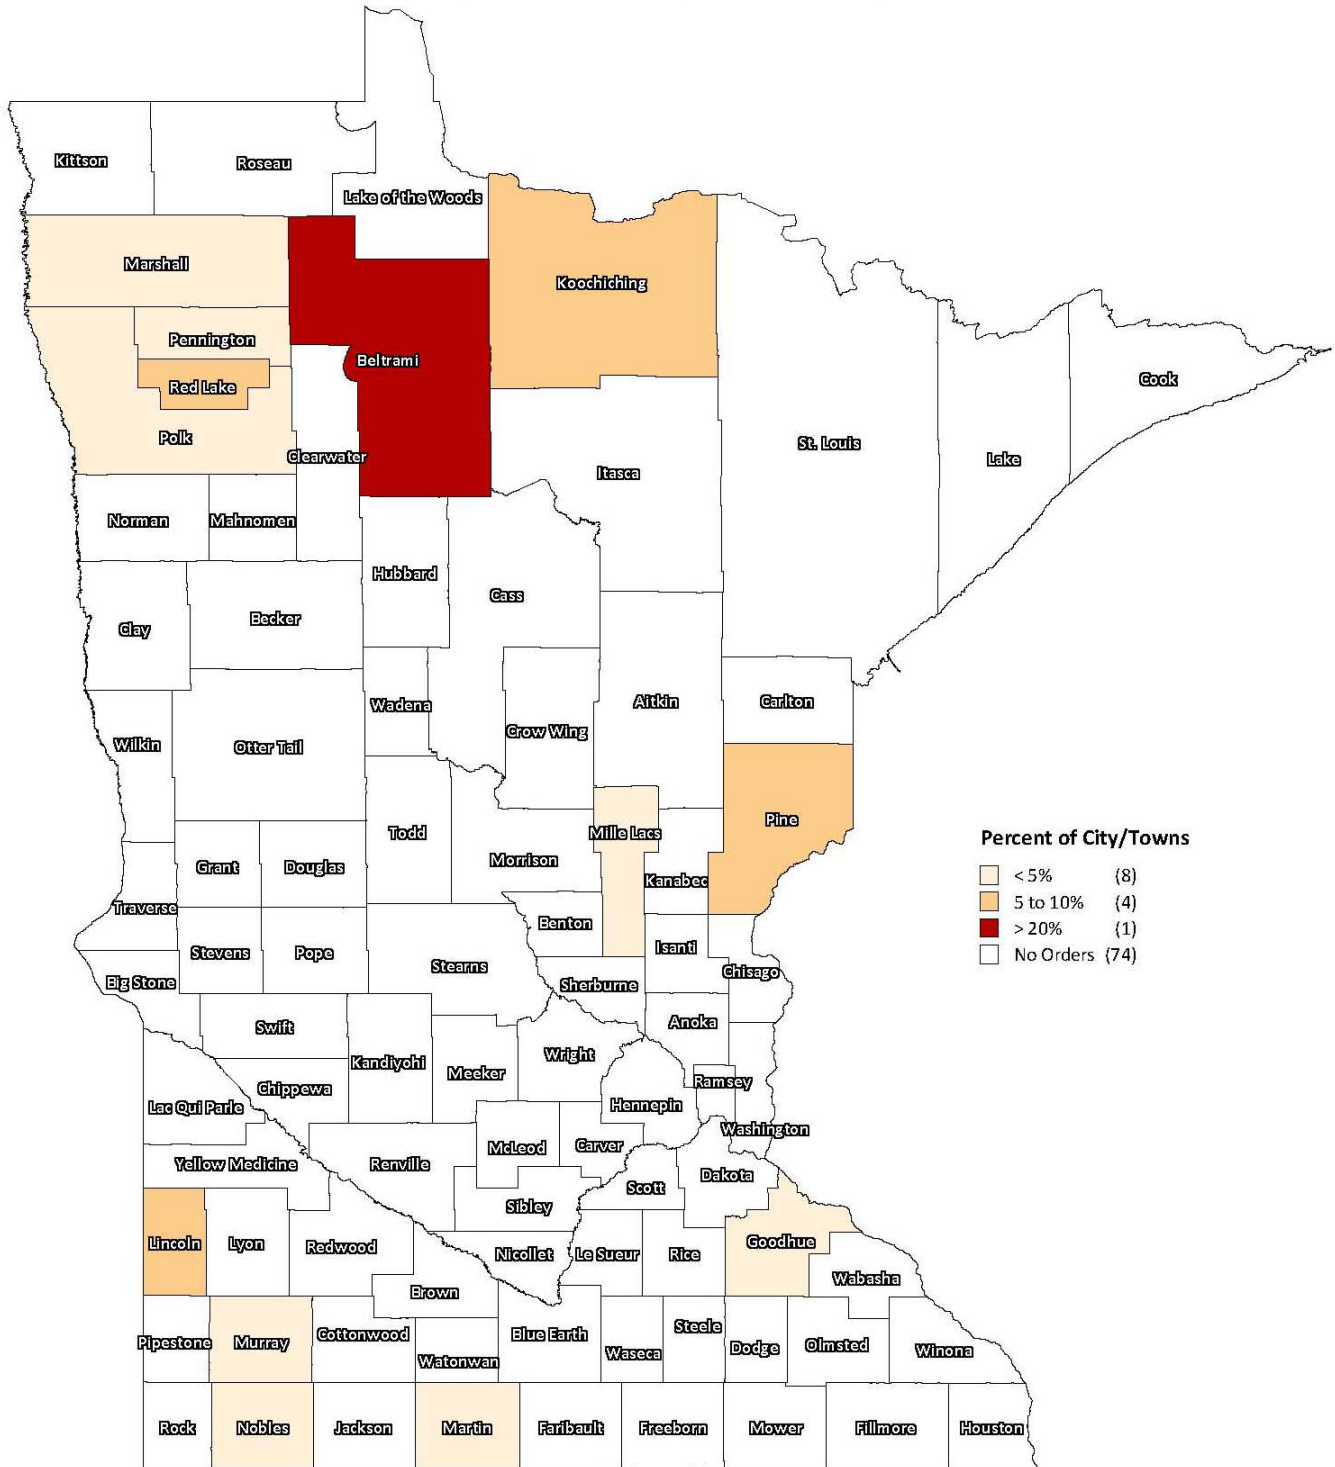 Kittson
Roseau
Lake of the Woods
Marshall
Koochiching
Pennington
Beltrami
Red Lake
Cook
Polk
St. Louis
Clearwater
Lake
Itasca
Norman
Mahnomen
Hubbard
Cass
Becker
Clay
Wadena
Aitkin
Carlton
Crow Wing
Wilkin
Otter Tail
Pine
Todd
Mille Lacs
Morrison
Grant
Douglas
Kanabec
Traverse
Benton
Isanti
Stevens
Pope
Stearns
Chisago
Big Stone
Sherburne
Anoka
Swift
Wright
Kandiyohi
Meeker
Ramsey
Chippewa
Hennepin
Lac Qui Parle
Washington
McLeod
Carver
Yellow Medicine
Renville
Dakota
Scott
Sibley
Lincoln
Lyon
Redwood
Nicollet
Le Sueur
Rice
Goodhue
Wabasha
Brown
Pipestone
Murray
Cottonwood
Watonwan
Blue Earth
Waseca
Steele
Dodge
Olmsted
Winona
Rock
Nobles
Jackson
Martin
Faribault
Freeborn
Mower
Fillmore
Houston
Percent of City/Towns
< 5% (8)
5 to 10% (4)
> 20% (1)
No Orders (74)